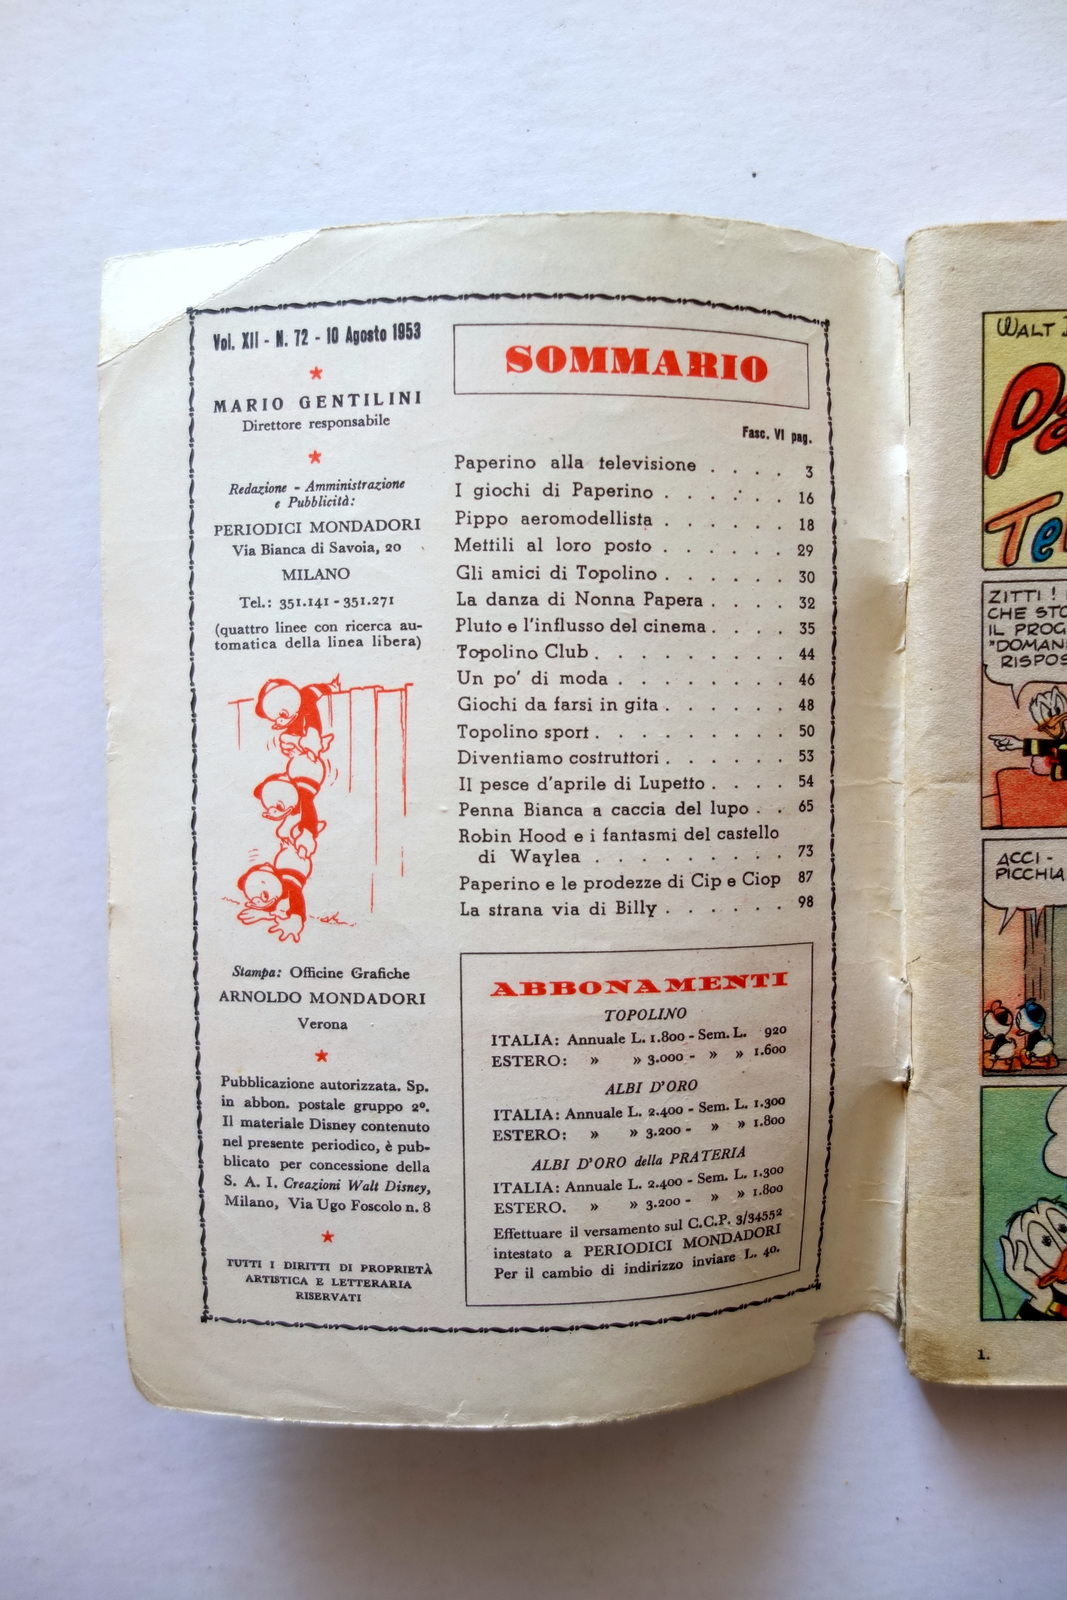 Vol. XII - N. 72 - 10 Agosto 1953
MARIO GENTILINI
Direttore responsabile
Redazione - Amministrazione
e Pubblicità:
PERIODICI MONDADORI
Via Bianca di Savoia, 20
MILANO
Tel.: 351.141 - 351.271
(quattro linee con ricerca au-
tomatica della linea libera)
Stampa: Officine Grafiche
ARNOLDO MONDADORI
Verona
Pubblicazione autorizzata. Sp.
in abbon. postale gruppo 2º.
Il materiale Disney contenuto
nel presente periodico, è pub-
blicato per concessione della
S. A. I. Creazioni Walt Disney,
Milano, Via Ugo Foscolo n. 8
TUTTI I DIRITTI DI PROPRIETÀ
ARTISTICA E LETTERARIA
RISERVATI
SOMMARIO
Fasc. VI pag.
Paperino alla televisione . . . . 3
I giochi di Paperino . . . . . . 16
Pippo aeromodellista . . . . . . 18
Mettili al loro posto . . . . . . 29
Gli amici di Topolino . . . . . . 30
La danza di Nonna Papera . . . . 32
Pluto e l'influsso del cinema . . . . 35
Topolino Club . . . . . . . . . 44
Un po' di moda . . . . . . . . 46
Giochi da farsi in gita . . . . . . 48
Topolino sport . . . . . . . . . 50
Diventiamo costruttori . . . . . . 53
Il pesce d'aprile di Lupetto . . . . 54
Penna Bianca a caccia del lupo . . 65
Robin Hood e i fantasmi del castello
di Waylea . . . . . . . . . 73
Paperino e le prodezze di Cip e Ciop 87
La strana via di Billy . . . . . . 98
ABBONAMENTI
TOPOLINO
ITALIA: Annuale L. 1.800 - Sem. L. 920
ESTERO: » » 3.000 - » » 1.600
ALBI D'ORO
ITALIA: Annuale L. 2.400 - Sem. L. 1.300
ESTERO: » » 3.200 - » » 1.800
ALBI D'ORO della PRATERIA
ITALIA: Annuale L. 2.400 - Sem. L. 1.300
ESTERO. » » 3.200 - » » 1.800
Effettuare il versamento sul C.C.P. 3/34552
intestato a PERIODICI MONDADORI
Per il cambio di indirizzo inviare L. 40.
WALT
Pa
Te
ZITTI !
CHE STO
IL PROG
"DOMAN
RISPOS
ACCI -
PICCHIA
1.